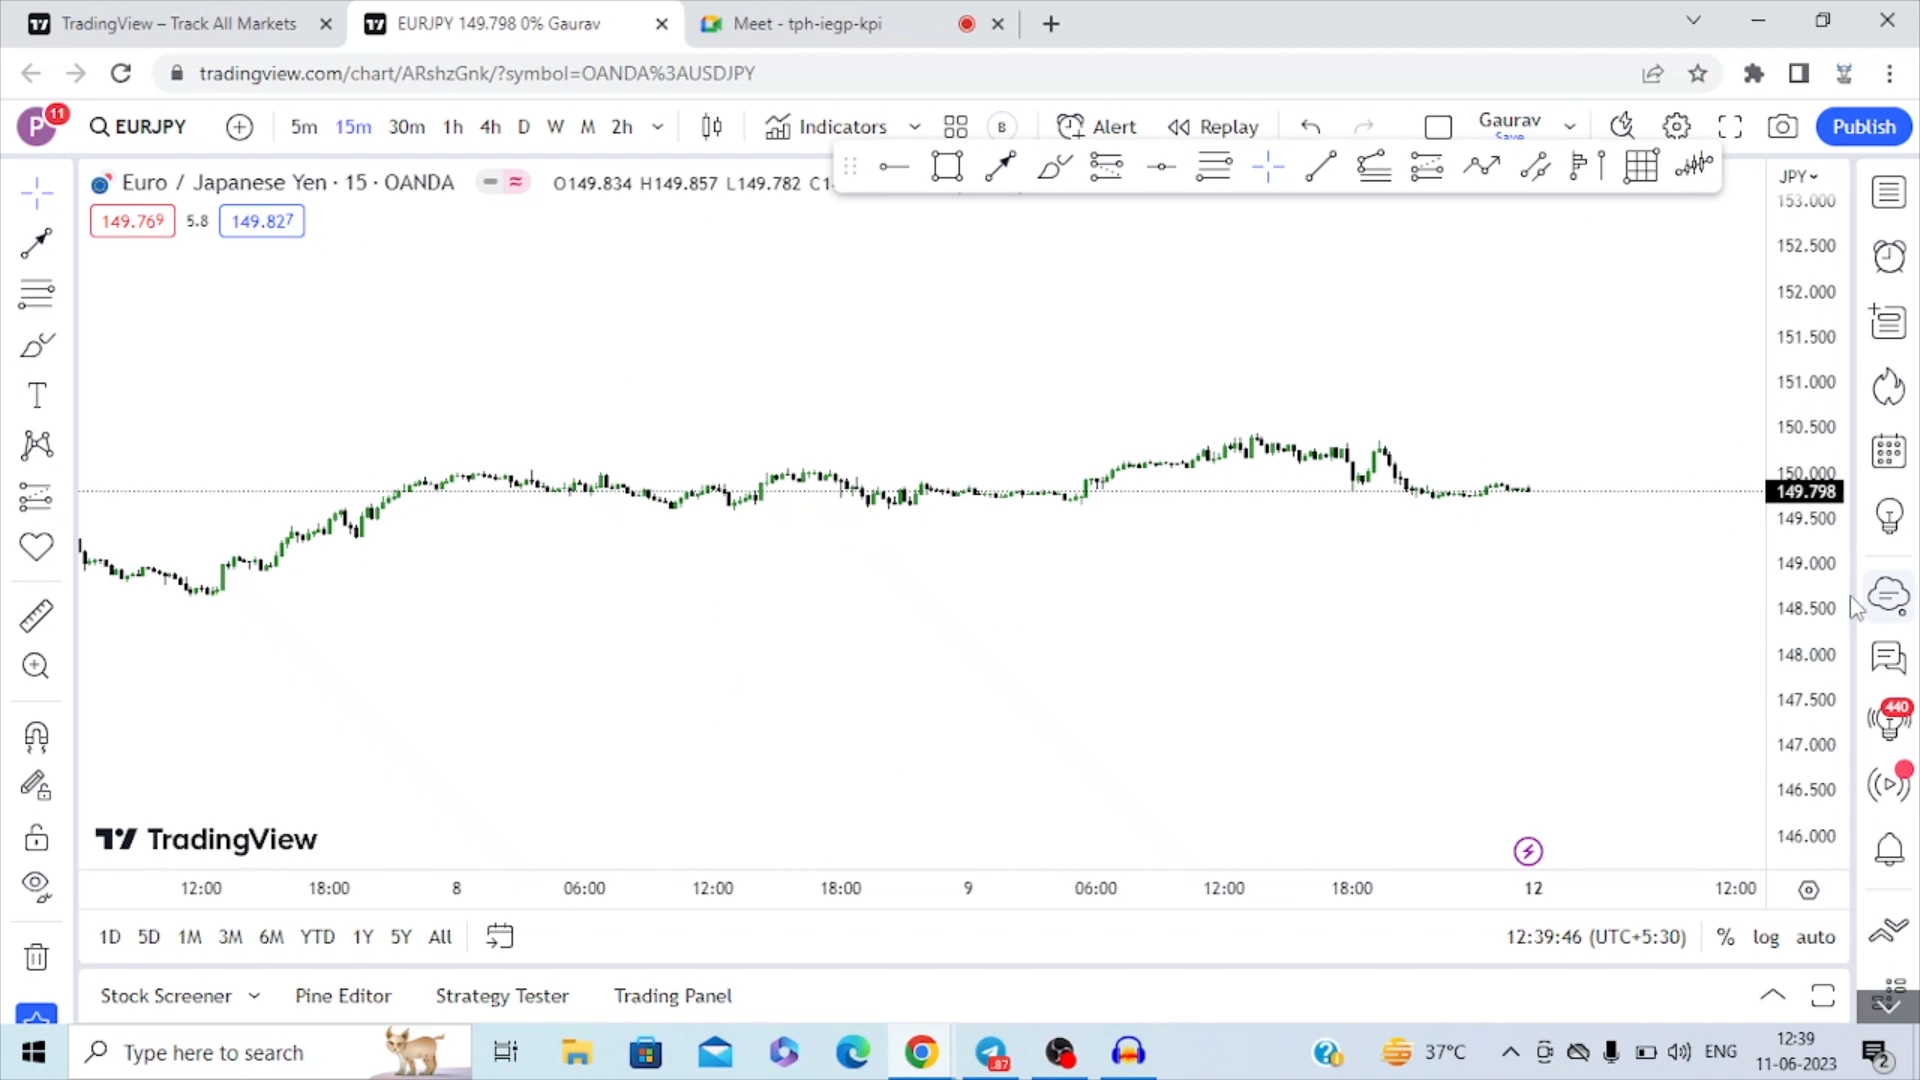 TradingView – Track All Markets
EURJPY 149.798 0% Gaurav
Meet - tph-iegp-kpi
tradingview.com/chart/ARshzGnk/?symbol=OANDA%3AUSDJPY
P 11
EURJPY
5m 15m 30m 1h 4h D W M 2h
Indicators
B
Alert
Replay
Gaurav
Save
Publish
Euro / Japanese Yen · 15 · OANDA
O149.834 H149.857 L149.782 C1
149.769 5.8 149.827
JPY
153.000
152.500
152.000
151.500
151.000
150.500
150.000
149.798
149.500
149.000
148.500
148.000
147.500
147.000
146.500
146.000
440
TradingView
12:00 18:00 8 06:00 12:00 18:00 9 06:00 12:00 18:00 12 12:00
1D 5D 1M 3M 6M YTD 1Y 5Y All
12:39:46 (UTC+5:30) % log auto
Stock Screener Pine Editor Strategy Tester Trading Panel
Type here to search
.87
37°C
ENG
12:39
11-06-2023
2